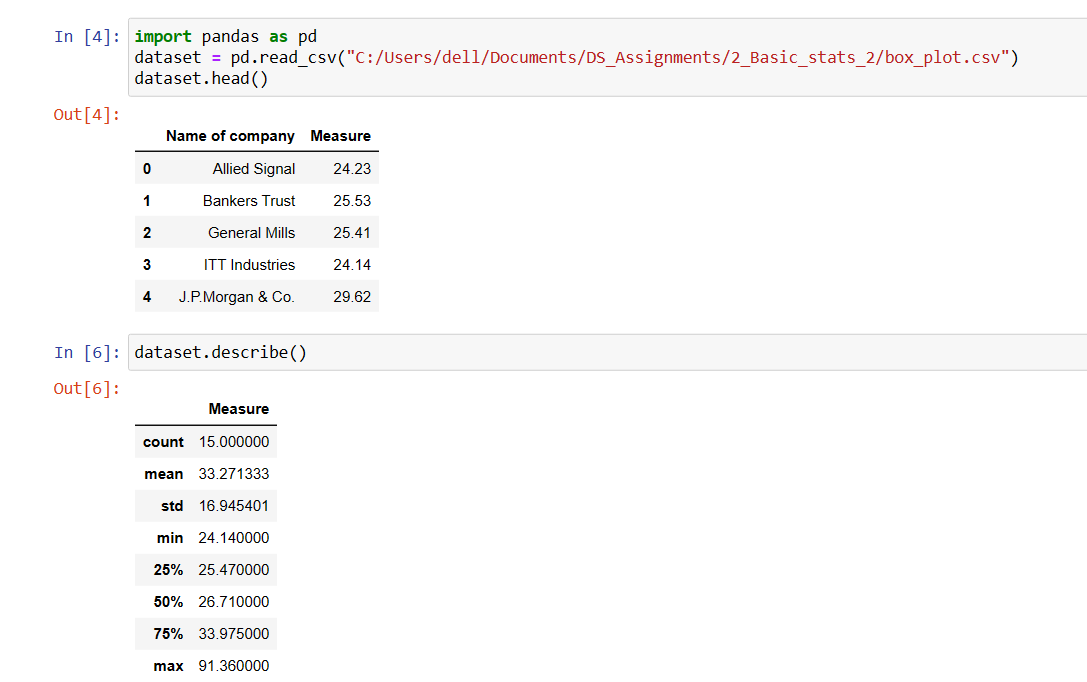 In [4]: import pandas as pd
dataset = pd.read_csv("C:/Users/dell/Documents/DS_Assignments/2_Basic_stats_2/box_plot.csv")
dataset.head()
Out[4]:
Name of company Measure
0 Allied Signal 24.23
1 Bankers Trust 25.53
2 General Mills 25.41
3 ITT Industries 24.14
4 J.P.Morgan & Co. 29.62
In [6]: dataset.describe()
Out[6]:
Measure
count 15.000000
mean 33.271333
std 16.945401
min 24.140000
25% 25.470000
50% 26.710000
75% 33.975000
max 91.360000